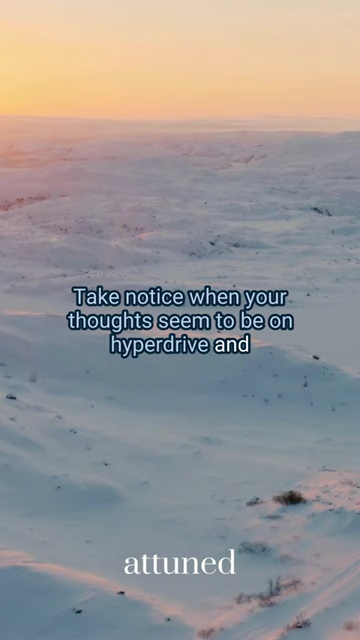 Take notice when your
thoughts seem to be on
hyperdrive and
attuned